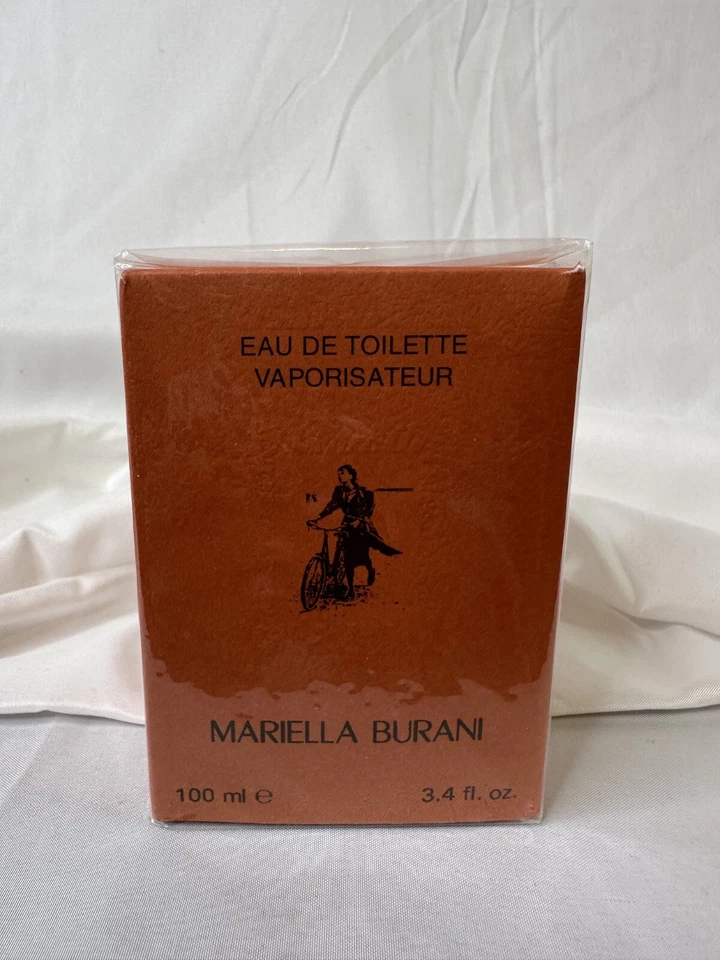 EAU DE TOILETTE
VAPORISATEUR
MARIELLA BURANI
100 ml ℮ 3.4 fl. oz.